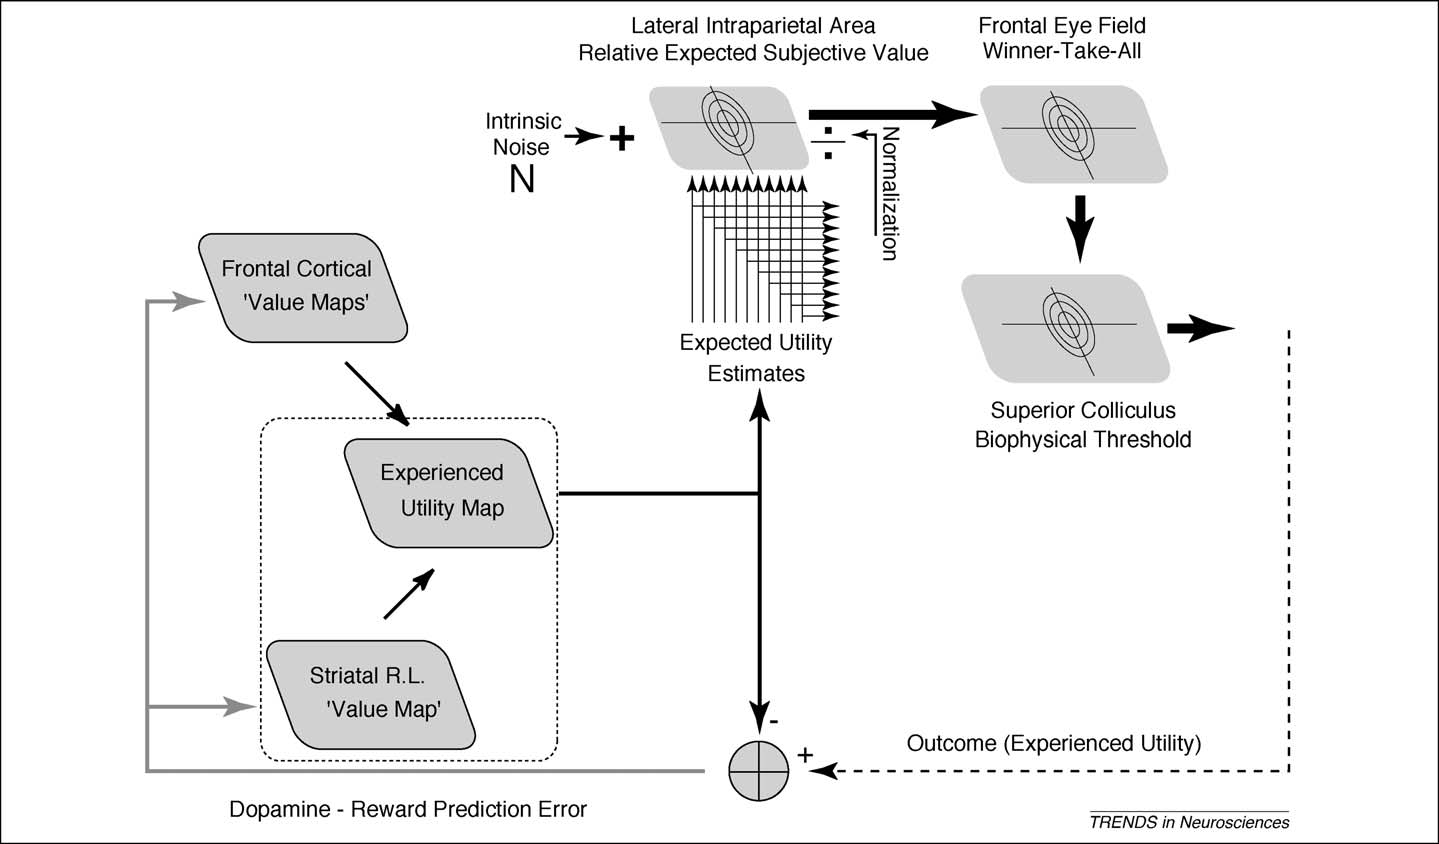 Lateral Intraparietal Area
Relative Expected Subjective Value
Frontal Eye Field
Winner-Take-All
Intrinsic
Noise
N
+
÷
Normalization
Frontal Cortical
'Value Maps'
Expected Utility
Estimates
Superior Colliculus
Biophysical Threshold
Experienced
Utility Map
Striatal R.L.
'Value Map'
-
+
Outcome (Experienced Utility)
Dopamine - Reward Prediction Error
TRENDS in Neurosciences